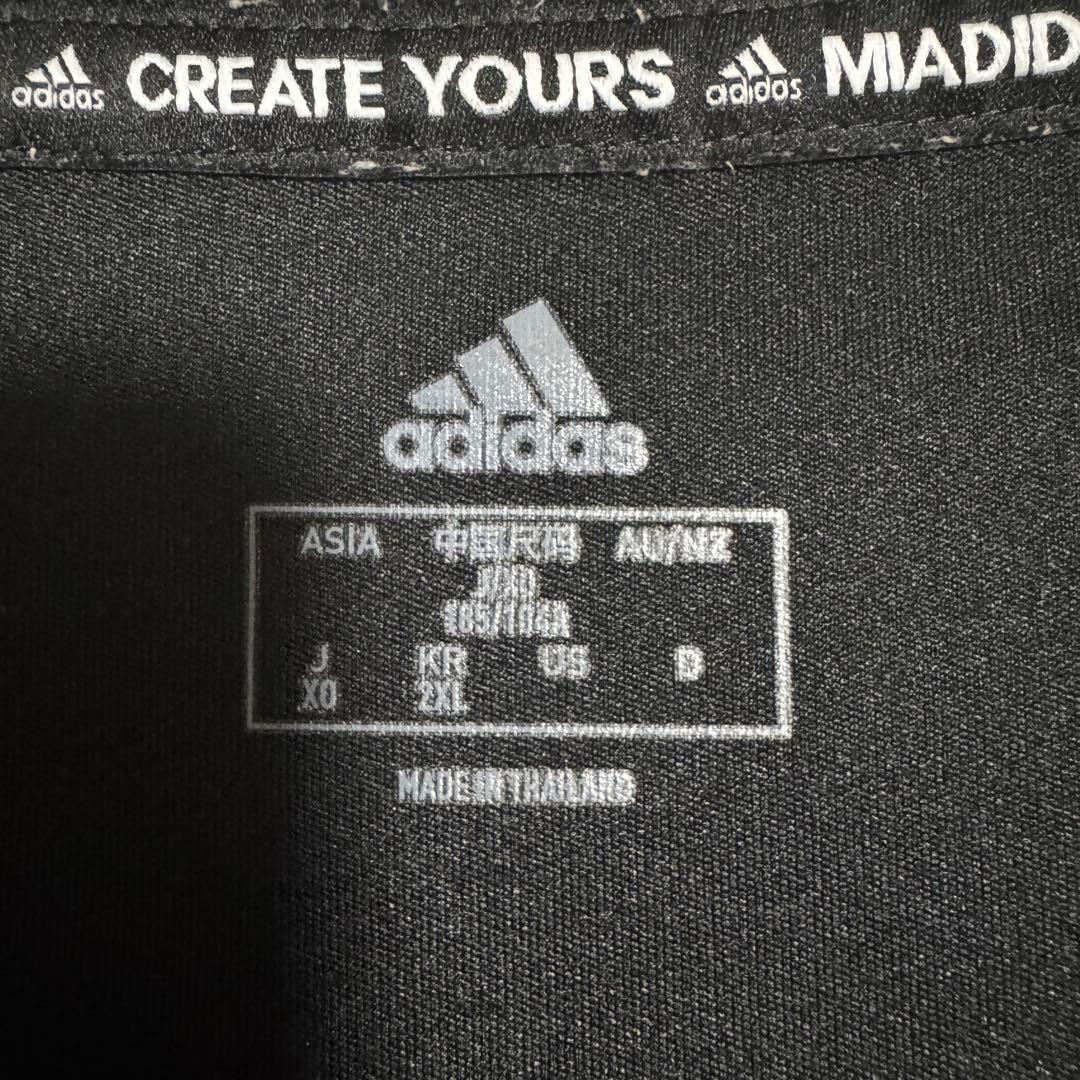 adidas CREATE YOURS adidas MIADID
adidas
ASIA 中国尺码 AU/NZ
185/104A
J KR US D
XO 2XL
MADE IN THAILAND